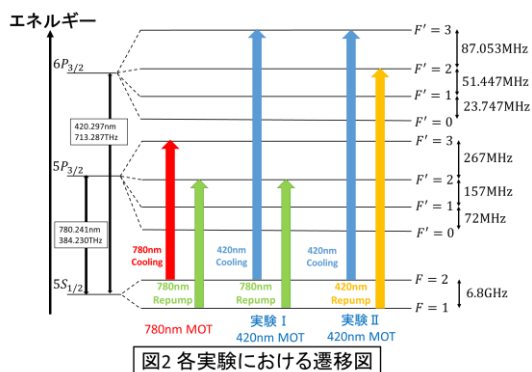 エネルギー
6P3/2
F′ = 3
87.053MHz
F′ = 2
51.447MHz
F′ = 1
23.747MHz
F′ = 0
420.297nm
713.287THz
5P3/2
F′ = 3
267MHz
F′ = 2
157MHz
F′ = 1
72MHz
F′ = 0
780.241nm
384.230THz
780nm
Cooling
420nm
Cooling
420nm
Cooling
5S1/2
F = 2
6.8GHz
F = 1
780nm
Repump
780nm
Repump
420nm
Repump
780nm MOT
実験Ⅰ
420nm MOT
実験Ⅱ
420nm MOT
図2 各実験における遷移図